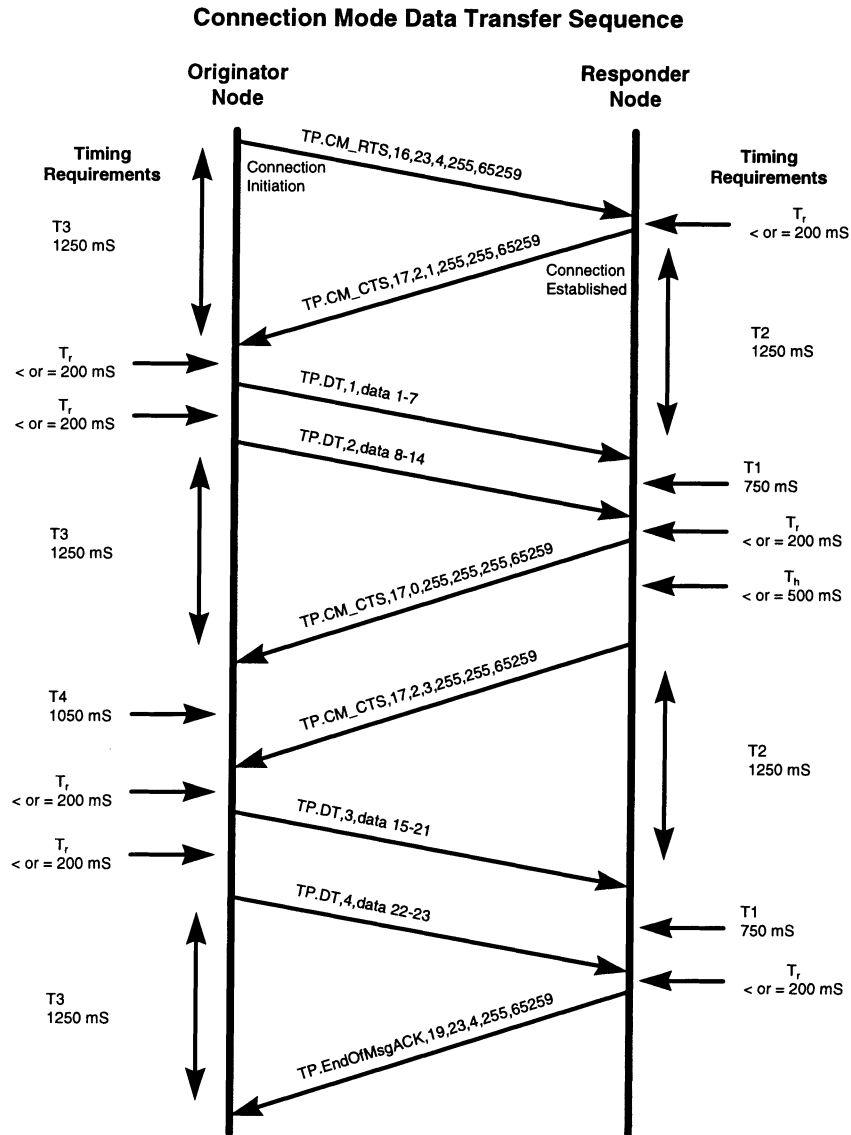 Connection Mode Data Transfer Sequence
Originator
Node
Responder
Node
Timing
Requirements
Timing
Requirements
TP.CM_RTS,16,23,4,255,65259
Connection
Initiation
T3
1250 mS
Tr
< or = 200 mS
TP.CM_CTS,17,2,1,255,255,65259
Connection
Established
T2
1250 mS
Tr
< or = 200 mS
TP.DT,1,data 1-7
Tr
< or = 200 mS
TP.DT,2,data 8-14
T1
750 mS
T3
1250 mS
Tr
< or = 200 mS
TP.CM_CTS,17,0,255,255,255,65259
Th
< or = 500 mS
TP.CM_CTS,17,2,3,255,255,65259
T4
1050 mS
T2
1250 mS
Tr
< or = 200 mS
TP.DT,3,data 15-21
Tr
< or = 200 mS
TP.DT,4,data 22-23
T1
750 mS
Tr
< or = 200 mS
T3
1250 mS
TP.EndOfMsgACK,19,23,4,255,65259